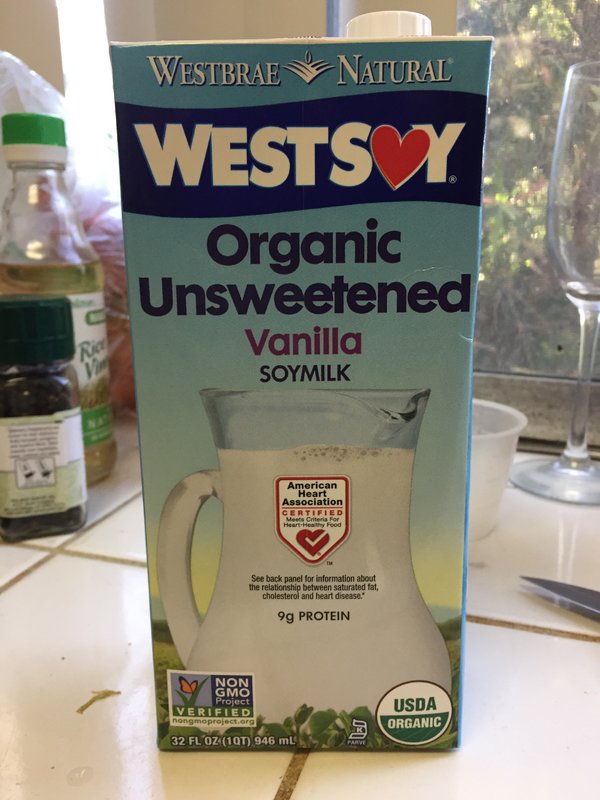 WESTBRAE NATURAL®
WESTSOY®
Organic
Unsweetened
Vanilla
SOYMILK
American
Heart
Association
CERTIFIED
Meets Criteria For
Heart-Healthy Food
TM
See back panel for information about
the relationship between saturated fat,
cholesterol and heart disease.*
9g PROTEIN
NON
GMO
Project
VERIFIED
nongmoproject.org
32 FL OZ (1QT) 946 mL
K
PARVE
USDA
ORGANIC
Rice